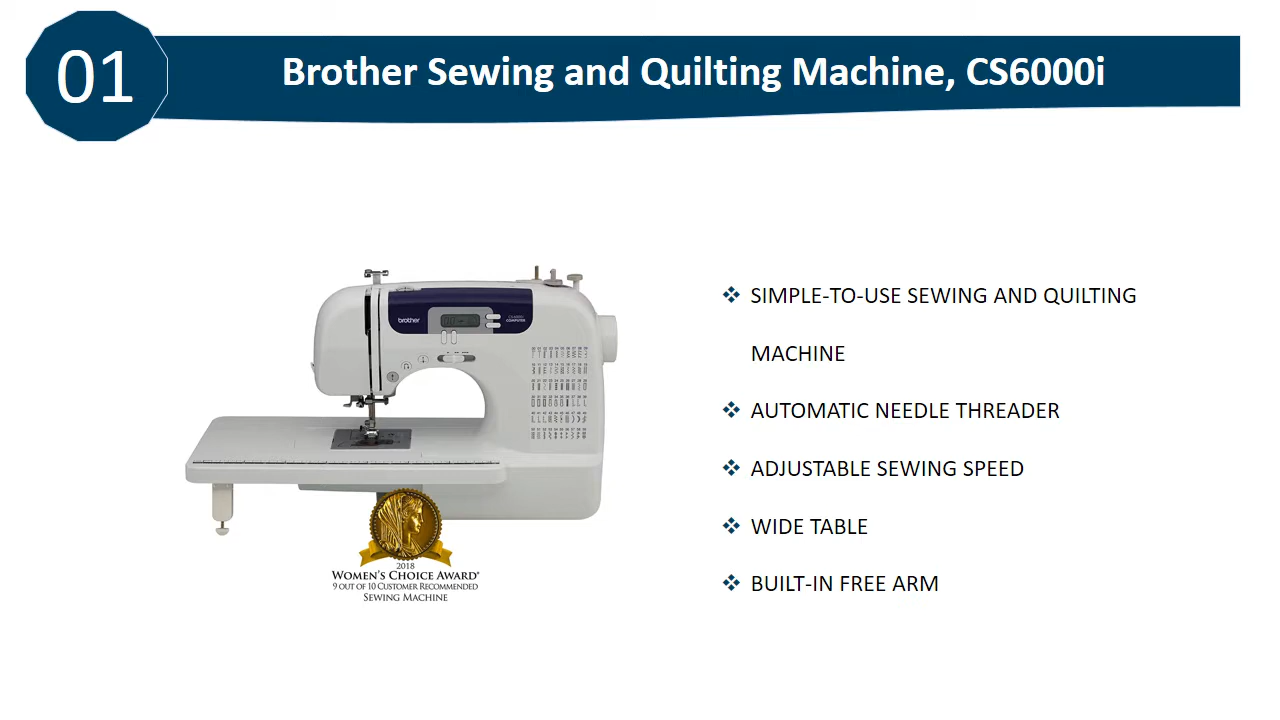 01
Brother Sewing and Quilting Machine, CS6000i
brother
COMPUTER
SIMPLE-TO-USE SEWING AND QUILTING
MACHINE
AUTOMATIC NEEDLE THREADER
ADJUSTABLE SEWING SPEED
WIDE TABLE
BUILT-IN FREE ARM
2018
WOMEN'S CHOICE AWARD®
9 OUT OF 10 CUSTOMER RECOMMENDED
SEWING MACHINE